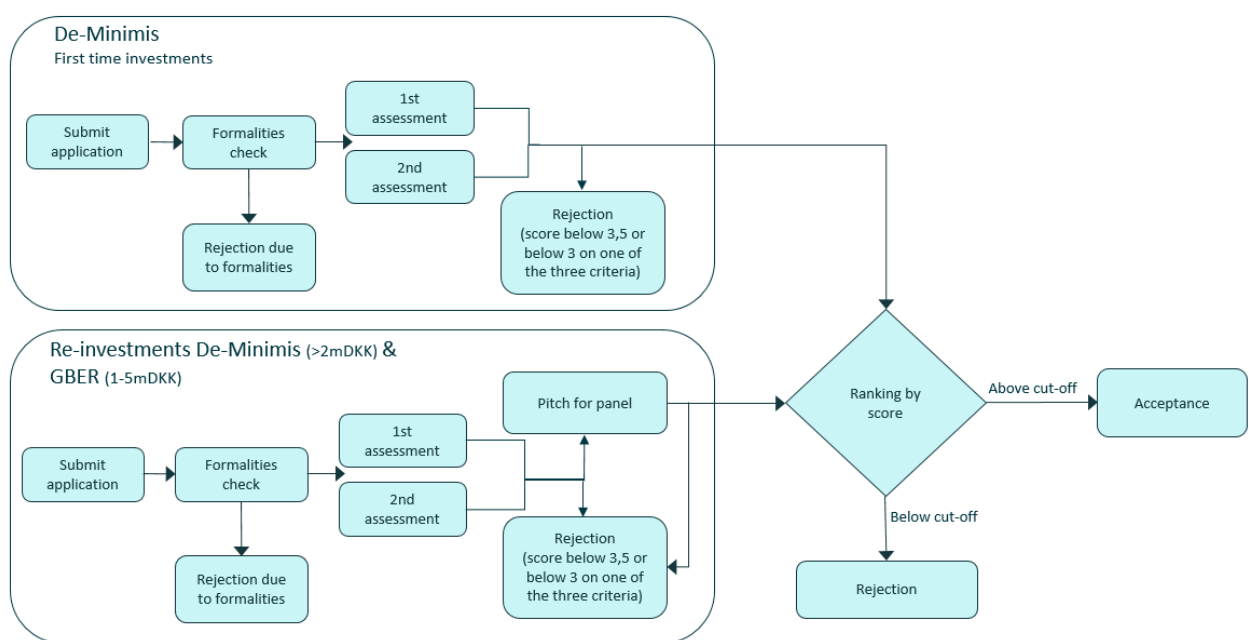 De-Minimis
First time investments
Submit
application
Formalities
check
1st
assessment
2nd
assessment
Rejection due
to formalities
Rejection
(score below 3,5 or
below 3 on one of
the three criteria)
Re-investments De-Minimis (>2mDKK) &
GBER (1-5mDKK)
Submit
application
Formalities
check
1st
assessment
2nd
assessment
Rejection due
to formalities
Pitch for panel
Rejection
(score below 3,5 or
below 3 on one of
the three criteria)
Ranking by
score
Above cut-off
Acceptance
Below cut-off
Rejection